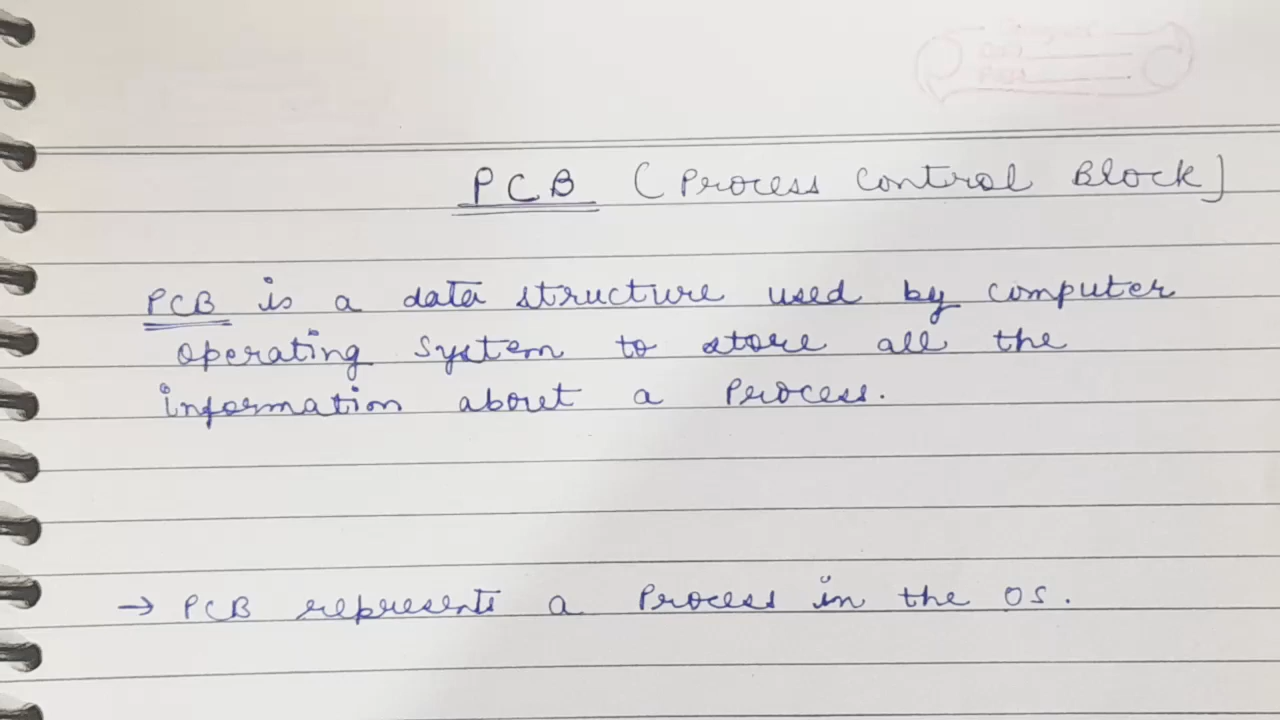 PCB (Process Control Block]
PCB is a data structure used by computer
operating system to store all the
information about a Process.
→ PCB represents a Process in the OS.